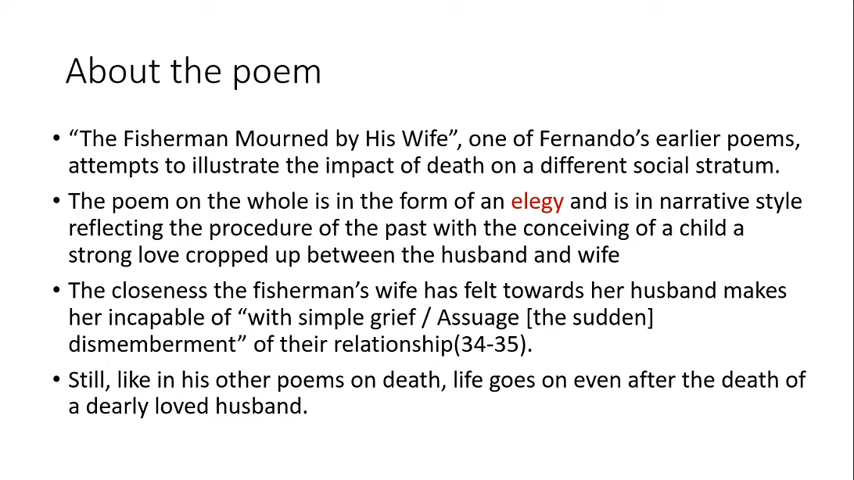 About the poem
• “The Fisherman Mourned by His Wife”, one of Fernando’s earlier poems,
attempts to illustrate the impact of death on a different social stratum.
• The poem on the whole is in the form of an elegy and is in narrative style
reflecting the procedure of the past with the conceiving of a child a
strong love cropped up between the husband and wife
• The closeness the fisherman’s wife has felt towards her husband makes
her incapable of “with simple grief / Assuage [the sudden]
dismemberment” of their relationship(34-35).
• Still, like in his other poems on death, life goes on even after the death of
a dearly loved husband.